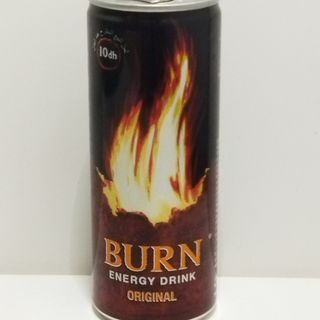 10dh
BURN
ENERGY DRINK
ORIGINAL